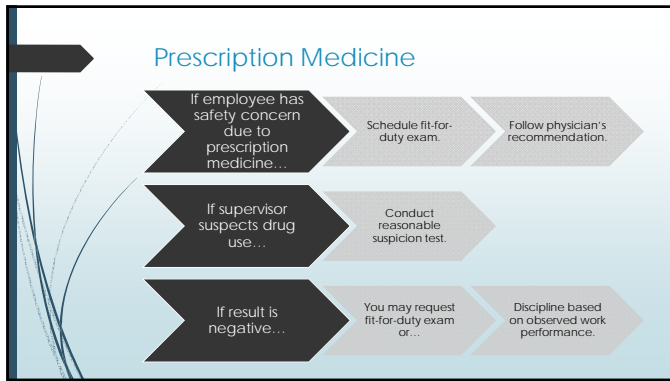 Prescription Medicine
If employee has
safety concern
due to
prescription
medicine…
Schedule fit-for-
duty exam.
Follow physician's
recommendation.
If supervisor
suspects drug
use…
Conduct
reasonable
suspicion test.
If result is
negative…
You may request
fit-for-duty exam
or…
Discipline based
on observed work
performance.